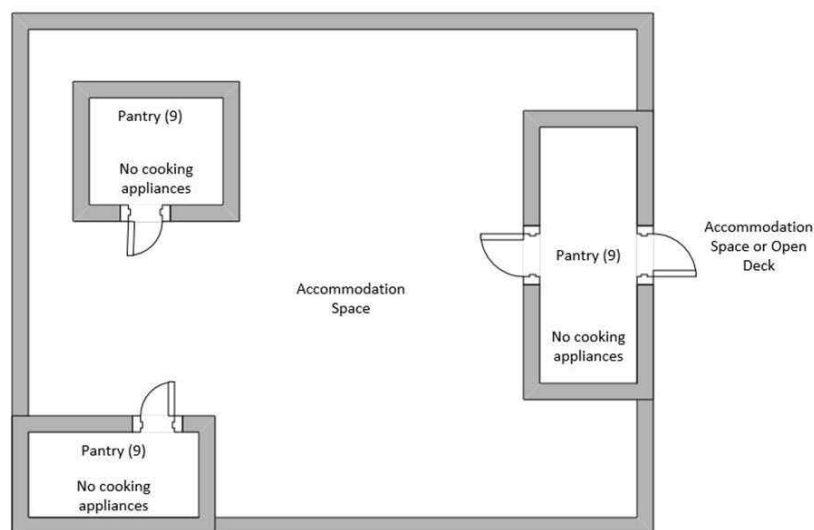 Pantry (9)
No cooking
appliances
Accommodation
Space or Open
Deck
Pantry (9)
Accommodation
Space
No cooking
appliances
Pantry (9)
No cooking
appliances